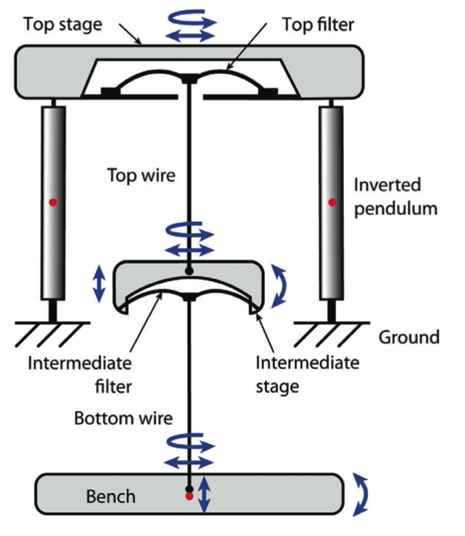 Top stage
Top filter
Top wire
Inverted
pendulum
Ground
Intermediate
filter
Intermediate
stage
Bottom wire
Bench